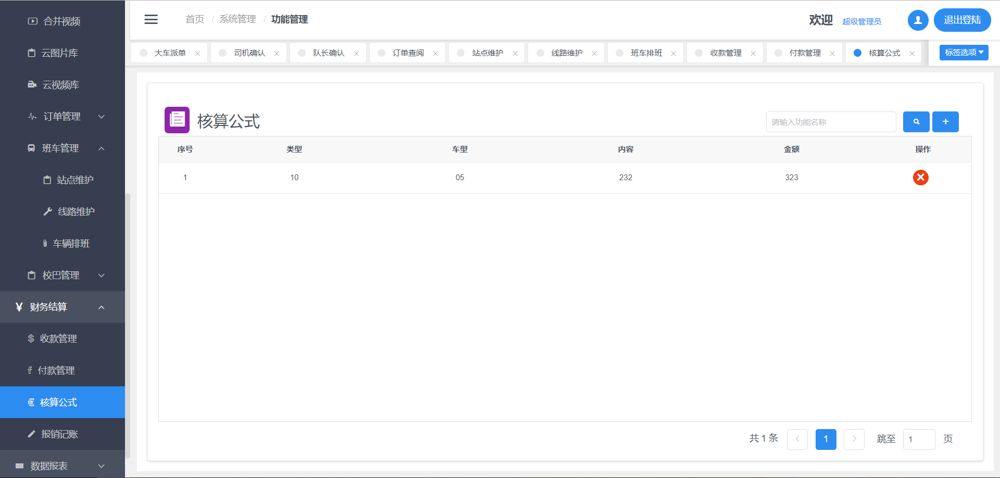 合并视频
云图片库
云视频库
订单管理
班车管理
站点维护
线路维护
车辆排班
校巴管理
¥ 财务结算
收款管理
付款管理
核算公式
报销记账
数据报表
首页 / 系统管理 / 功能管理
欢迎 超级管理员 退出登陆
大车派单 司机确认 队长确认 订单查阅 站点维护 线路维护 班车排班 收款管理 付款管理 核算公式 标签选项
核算公式
请输入功能名称
序号 类型 车型 内容 金额 操作
1 10 05 232 323
共 1 条 1 跳至 1 页